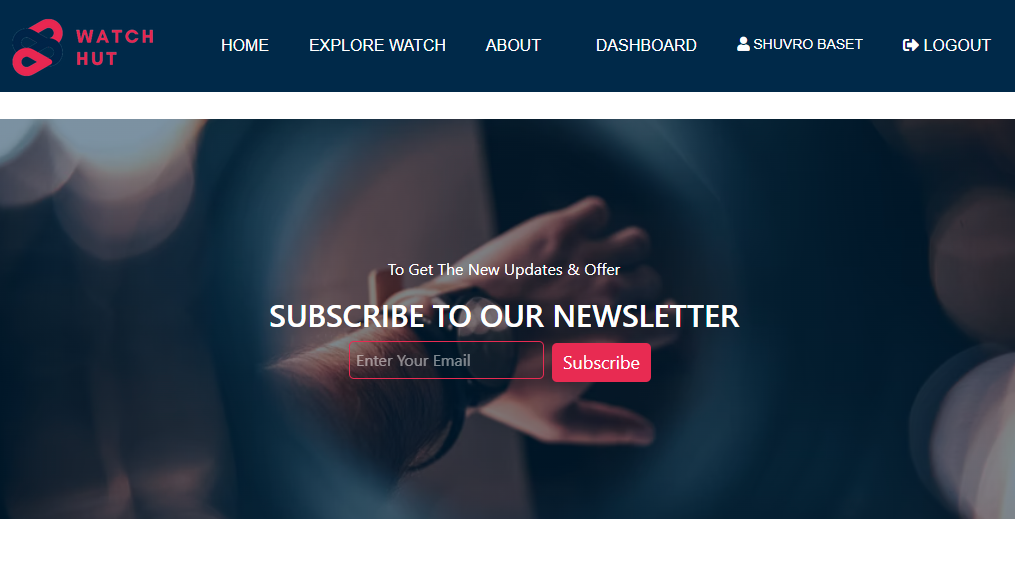 WATCH
HUT
HOME
EXPLORE WATCH
ABOUT
DASHBOARD
SHUVRO BASET
LOGOUT
To Get The New Updates & Offer
SUBSCRIBE TO OUR NEWSLETTER
Enter Your Email
Subscribe